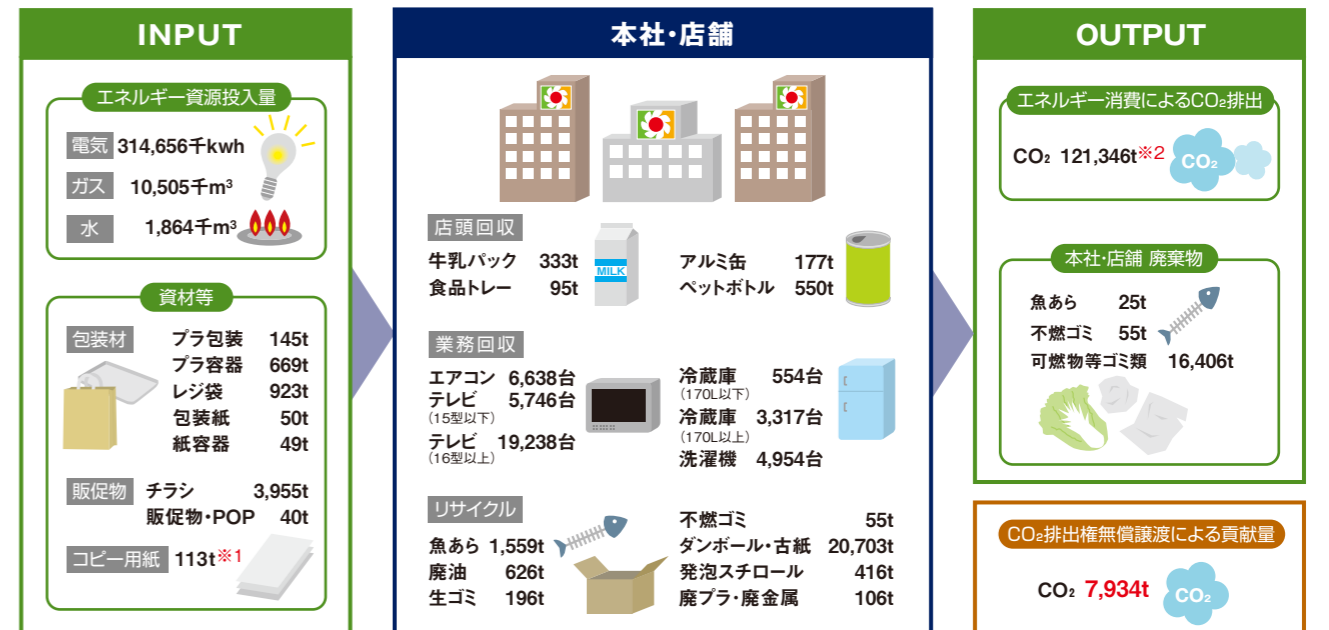 INPUT
エネルギー資源投入量
電気 314,656千kwh
ガス 10,505千m³
水 1,864千m³
資材等
包装材 プラ包装 145t
プラ容器 669t
レジ袋 923t
包装紙 50t
紙容器 49t
販促物 チラシ 3,955t
販促物・POP 40t
コピー用紙 113t※1
本社・店舗
店頭回収
牛乳パック 333t
食品トレー 95t
MILK
アルミ缶 177t
ペットボトル 550t
業務回収
エアコン 6,638台
テレビ 5,746台
(15型以下)
テレビ 19,238台
(16型以上)
冷蔵庫 554台
(170L以下)
冷蔵庫 3,317台
(170L以上)
洗濯機 4,954台
リサイクル
魚あら 1,559t
廃油 626t
生ゴミ 196t
不燃ゴミ 55t
ダンボール・古紙 20,703t
発泡スチロール 416t
廃プラ・廃金属 106t
OUTPUT
エネルギー消費によるCO₂排出
CO₂ 121,346t※2
CO₂
本社・店舗 廃棄物
魚あら 25t
不燃ゴミ 55t
可燃物等ゴミ類 16,406t
CO₂排出権無償譲渡による貢献量
CO₂ 7,934t
CO₂